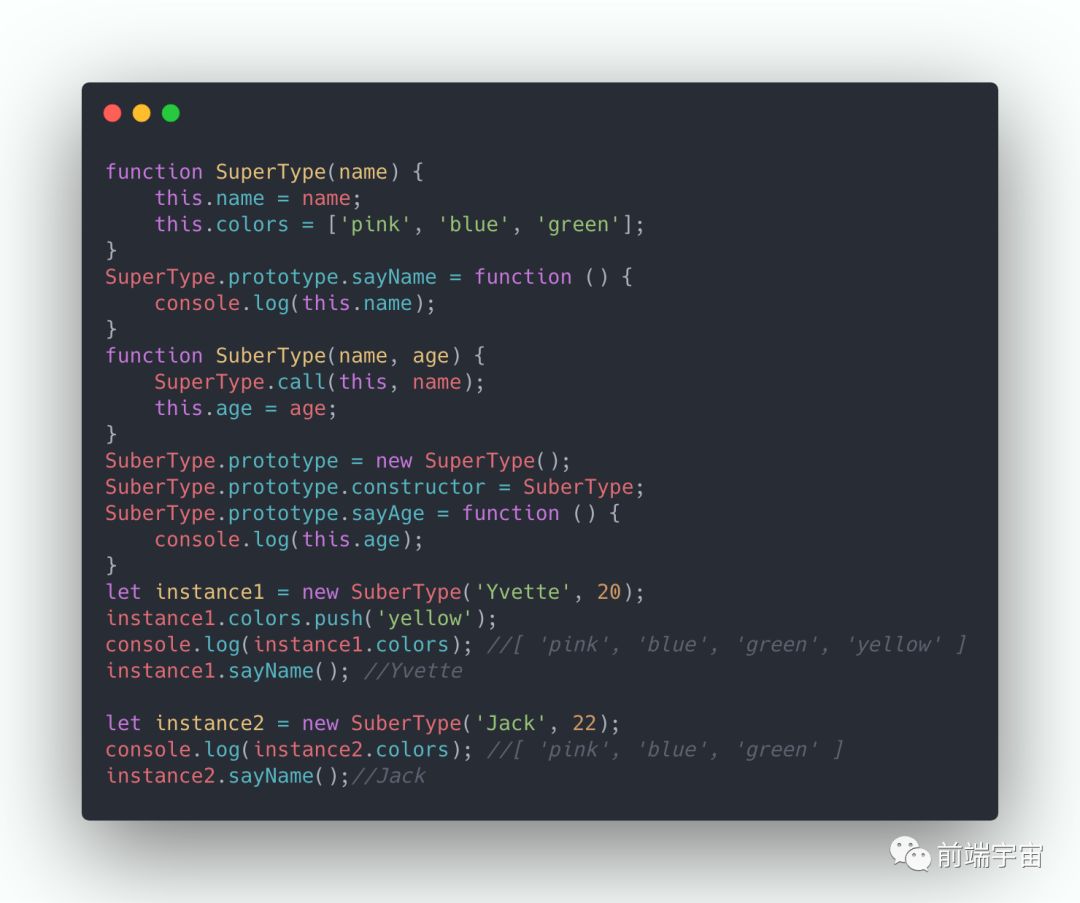 function SuperType(name) {
    this.name = name;
    this.colors = ['pink', 'blue', 'green'];
}
SuperType.prototype.sayName = function () {
    console.log(this.name);
}
function SuberType(name, age) {
    SuperType.call(this, name);
    this.age = age;
}
SuberType.prototype = new SuperType();
SuberType.prototype.constructor = SuberType;
SuberType.prototype.sayAge = function () {
    console.log(this.age);
}
let instance1 = new SuberType('Yvette', 20);
instance1.colors.push('yellow');
console.log(instance1.colors); //[ 'pink', 'blue', 'green', 'yellow' ]
instance1.sayName(); //Yvette

let instance2 = new SuberType('Jack', 22);
console.log(instance2.colors); //[ 'pink', 'blue', 'green' ]
instance2.sayName();//Jack
前端宇宙